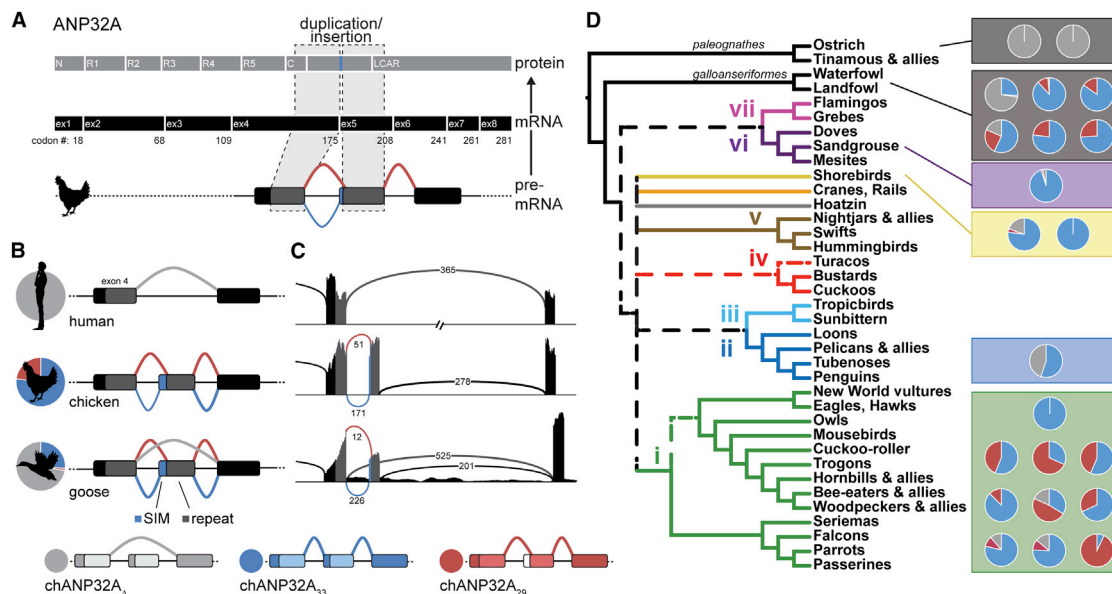 A
ANP32A
duplication/
insertion
N R1 R2 R3 R4 R5 C LCAR protein
ex1 ex2 ex3 ex4 ex5 ex6 ex7 ex8 mRNA
codon #: 18 68 109 175 208 241 261 281
pre-
mRNA
B
exon 4
human
chicken
goose
SIM repeat
C
365
51
278
171
12
525
201
226
chANP32A₃₃
chANP32A₂₉
D
paleognathes
Ostrich
Tinamous & allies
galloanseriformes
Waterfowl
Landfowl
vii
Flamingos
Grebes
vi
Doves
Sandgrouse
Mesites
Shorebirds
Cranes, Rails
Hoatzin
v
Nightjars & allies
Swifts
Hummingbirds
iv
Turacos
Bustards
Cuckoos
iii
Tropicbirds
Sunbittern
ii
Loons
Pelicans & allies
Tubenoses
Penguins
New World vultures
Eagles, Hawks
Owls
Mousebirds
Cuckoo-roller
i
Trogons
Hornbills & allies
Bee-eaters & allies
Woodpeckers & allies
Seriemas
Falcons
Parrots
Passerines